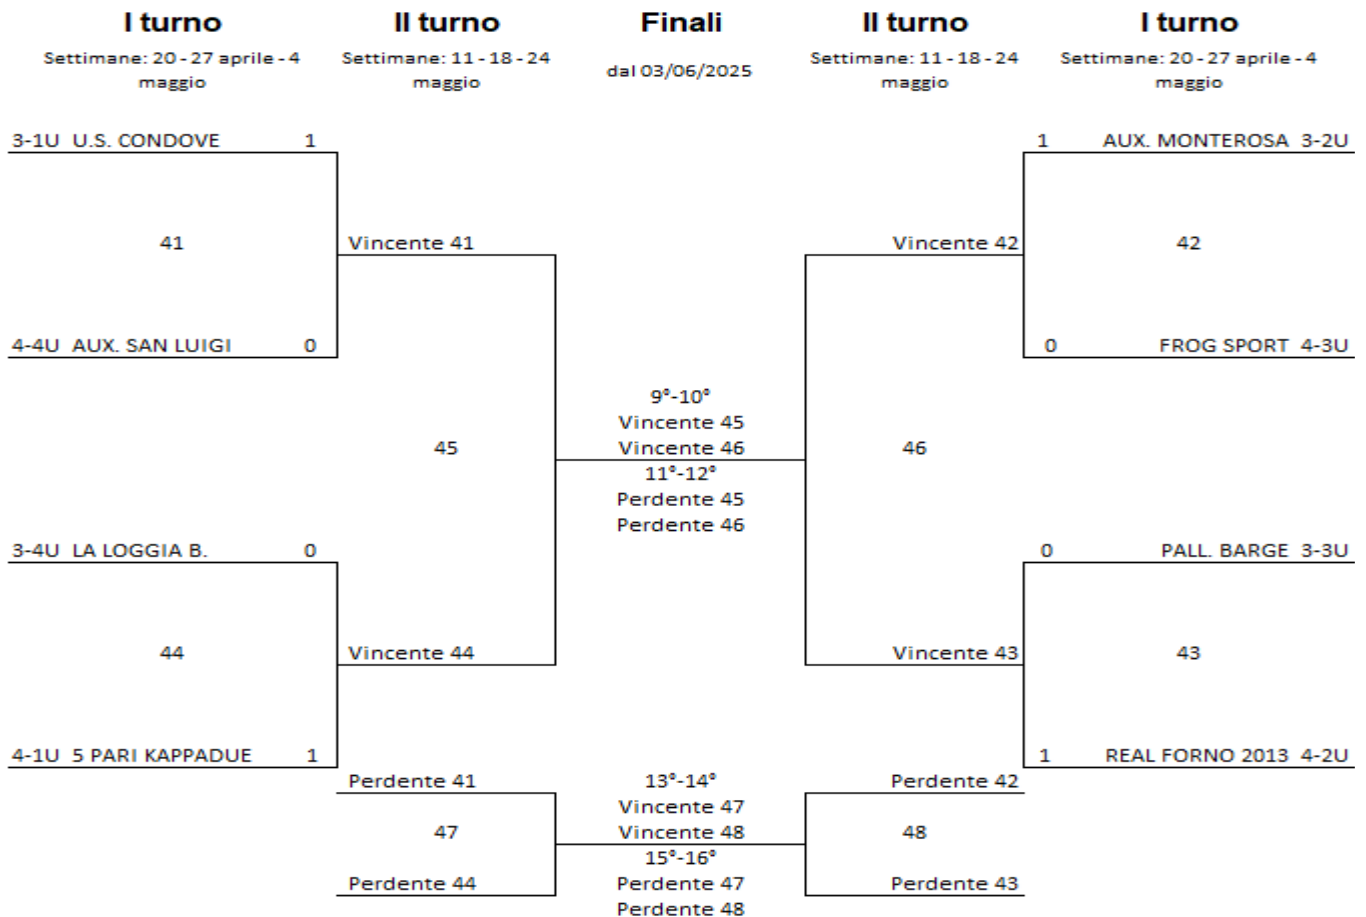 I turno II turno Finali II turno I turno
Settimane: 20 - 27 aprile - 4 Settimane: 11 - 18 - 24 dal 03/06/2025 Settimane: 11 - 18 - 24 Settimane: 20 - 27 aprile - 4
maggio maggio maggio maggio
3-1U U.S. CONDOVE 1 1 AUX. MONTEROSA 3-2U
41 Vincente 41 Vincente 42 42
4-4U AUX. SAN LUIGI 0 0 FROG SPORT 4-3U
9°-10°
Vincente 45
45 Vincente 46 46
11°-12°
Perdente 45
Perdente 46
3-4U LA LOGGIA B. 0 0 PALL. BARGE 3-3U
44 Vincente 44 Vincente 43 43
4-1U 5 PARI KAPPADUE 1 1 REAL FORNO 2013 4-2U
Perdente 41 13°-14° Perdente 42
Vincente 47
47 Vincente 48 48
15°-16°
Perdente 44 Perdente 47 Perdente 43
Perdente 48